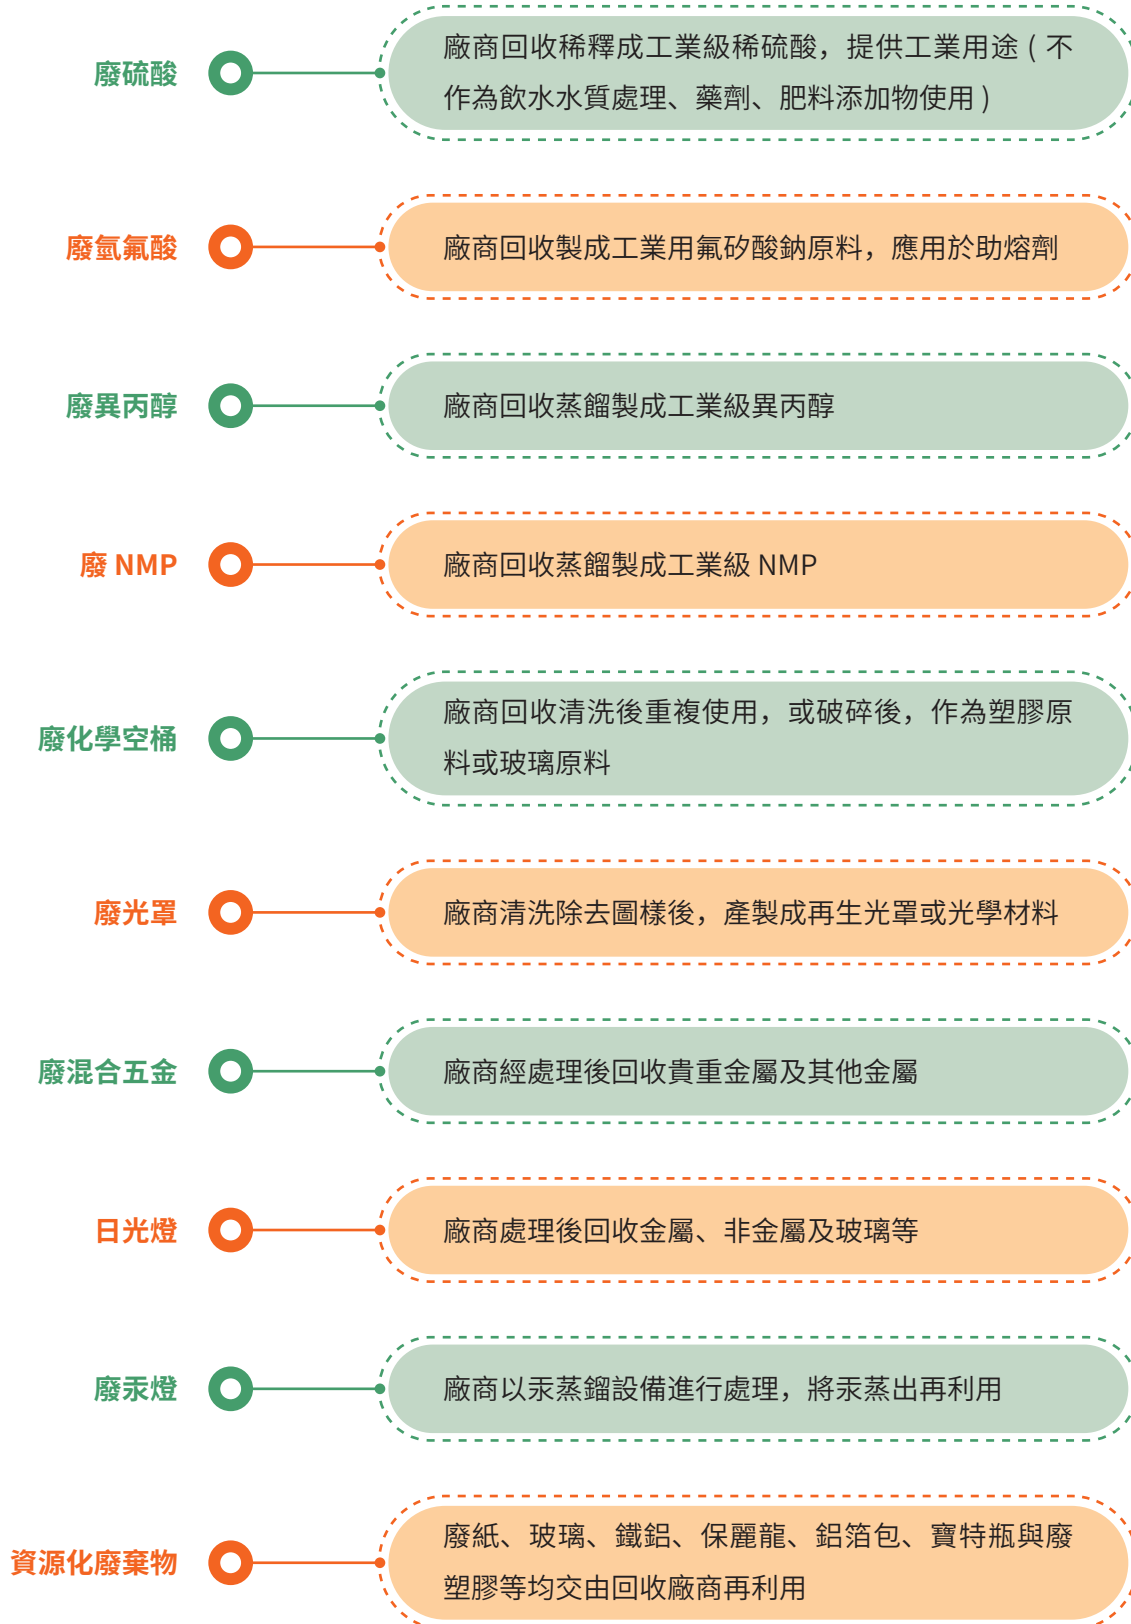 廢硫酸
廠商回收稀釋成工業級稀硫酸，提供工業用途 ( 不
作為飲水水質處理、藥劑、肥料添加物使用 )
廢氫氟酸
廠商回收製成工業用氟矽酸鈉原料，應用於助熔劑
廢異丙醇
廠商回收蒸餾製成工業級異丙醇
廢 NMP
廠商回收蒸餾製成工業級 NMP
廢化學空桶
廠商回收清洗後重複使用，或破碎後，作為塑膠原
料或玻璃原料
廢光罩
廠商清洗除去圖樣後，產製成再生光罩或光學材料
廢混合五金
廠商經處理後回收貴重金屬及其他金屬
日光燈
廠商處理後回收金屬、非金屬及玻璃等
廢汞燈
廠商以汞蒸鎦設備進行處理，將汞蒸出再利用
資源化廢棄物
廢紙、玻璃、鐵鋁、保麗龍、鋁箔包、寶特瓶與廢
塑膠等均交由回收廠商再利用